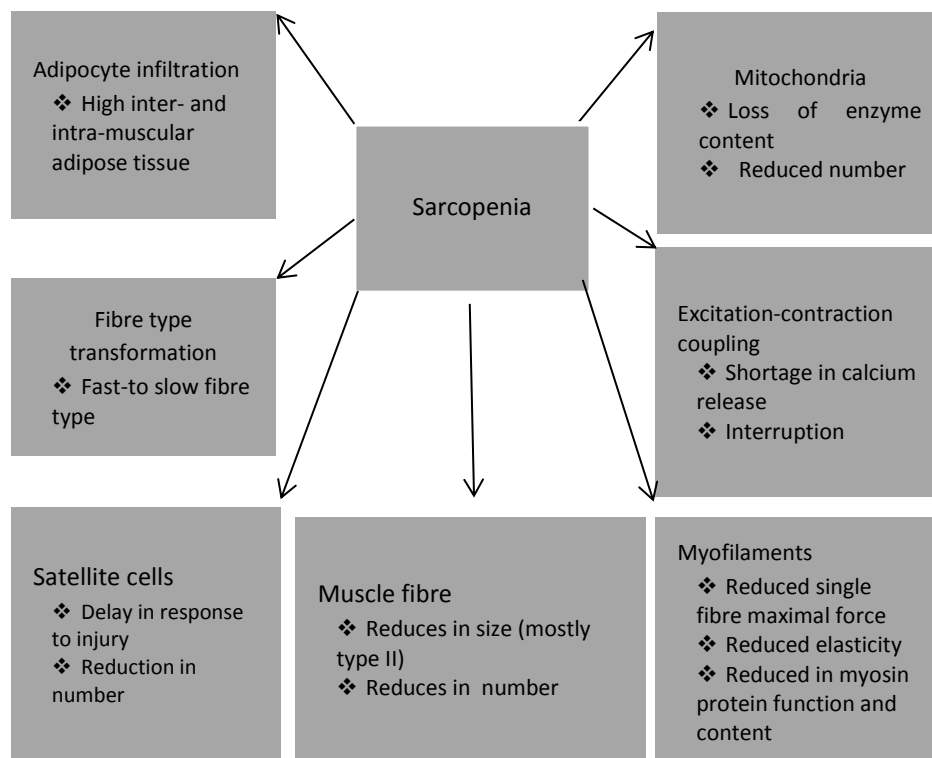 Adipocyte infiltration
❖ High inter- and
intra-muscular
adipose tissue
Mitochondria
❖ Loss of enzyme
content
❖ Reduced number
Sarcopenia
Fibre type
transformation
❖ Fast-to slow fibre
type
Excitation-contraction
coupling
❖ Shortage in calcium
release
❖ Interruption
Satellite cells
❖ Delay in response
to injury
❖ Reduction in
number
Muscle fibre
❖ Reduces in size (mostly
type II)
❖ Reduces in number
Myofilaments
❖ Reduced single
fibre maximal force
❖ Reduced elasticity
❖ Reduced in myosin
protein function and
content